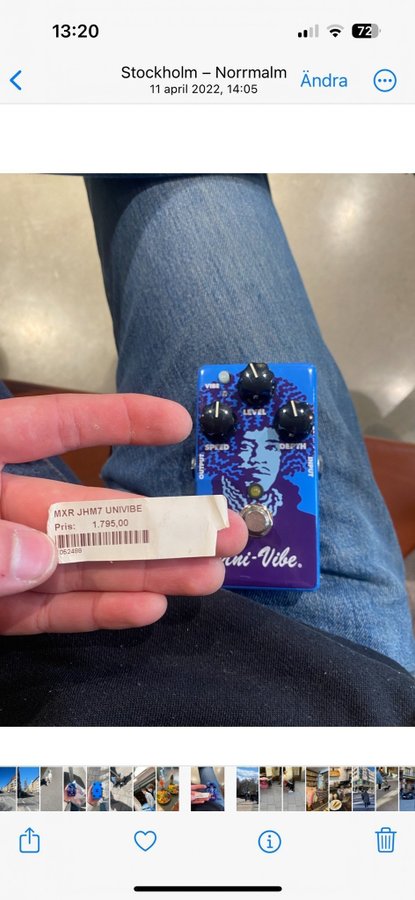 13:20
72
Stockholm – Norrmalm
11 april 2022, 14:05
Ändra
VIBE
LEVEL
SPEED
DEPTH
OUTPUT
INPUT
MXR JHM7 UNIVIBE
Pris: 1.795,00
062488
-Vibe.